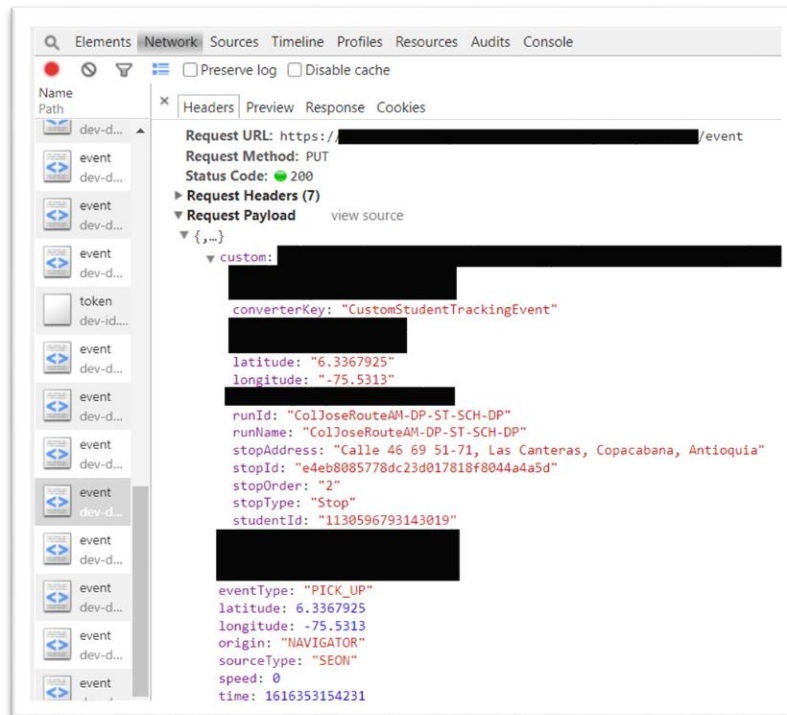 Elements Network Sources Timeline Profiles Resources Audits Console
Preserve log Disable cache
Name
Path
× Headers Preview Response Cookies
dev-d...
event
dev-d...
event
dev-d...
event
dev-d...
token
dev-id....
event
dev-d...
event
dev-d...
event
dev-d...
event
dev-d...
event
dev-d...
event
dev-d...
event
dev-d...
event
Request URL: https:// /event
Request Method: PUT
Status Code: 200
Request Headers (7)
Request Payload view source
{,…}
custom:
converterKey: "CustomStudentTrackingEvent"
latitude: "6.3367925"
longitude: "-75.5313"
runId: "ColJoseRouteAM-DP-ST-SCH-DP"
runName: "ColJoseRouteAM-DP-ST-SCH-DP"
stopAddress: "Calle 46 69 51-71, Las Canteras, Copacabana, Antioquia"
stopId: "e4eb8085778dc23d017818f8044a4a5d"
stopOrder: "2"
stopType: "Stop"
studentId: "1130596793143019"
eventType: "PICK_UP"
latitude: 6.3367925
longitude: -75.5313
origin: "NAVIGATOR"
sourceType: "SEON"
speed: 0
time: 1616353154231